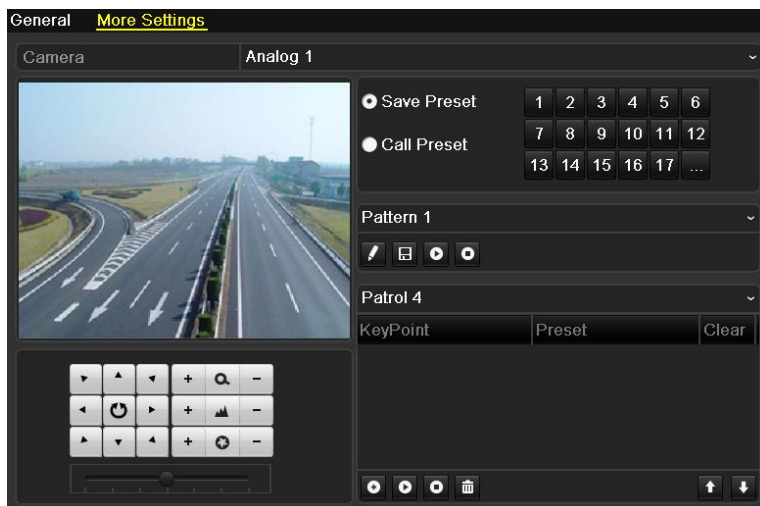 General More Settings
Camera Analog 1
Save Preset 1 2 3 4 5 6
Call Preset 7 8 9 10 11 12
13 14 15 16 17 ...
Pattern 1
Patrol 4
KeyPoint Preset Clear
+ -
+ -
+ -